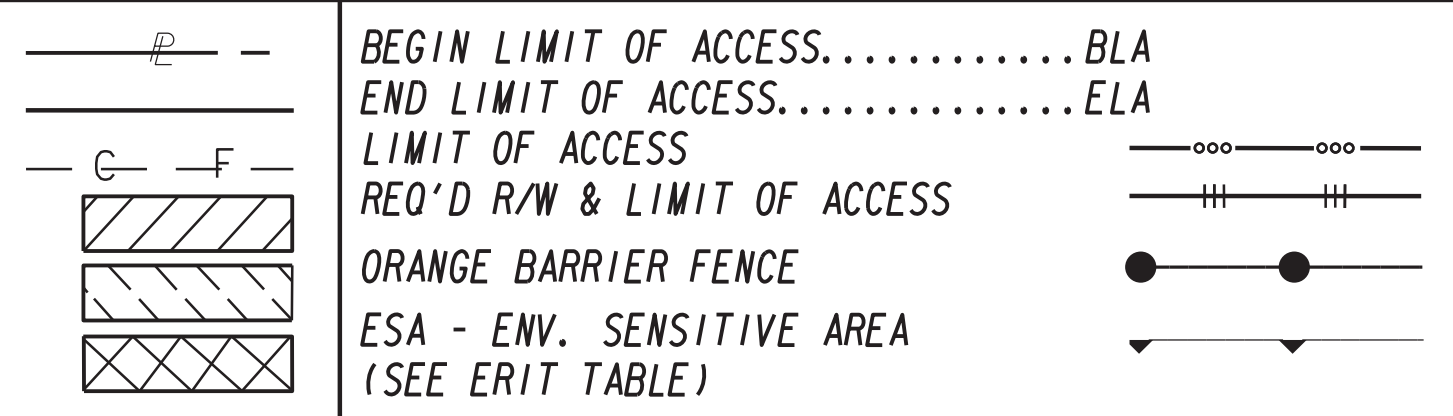 PL
C F
BEGIN LIMIT OF ACCESS............BLA
END LIMIT OF ACCESS..............ELA
LIMIT OF ACCESS
REQ'D R/W & LIMIT OF ACCESS
ORANGE BARRIER FENCE
ESA - ENV. SENSITIVE AREA
(SEE ERIT TABLE)